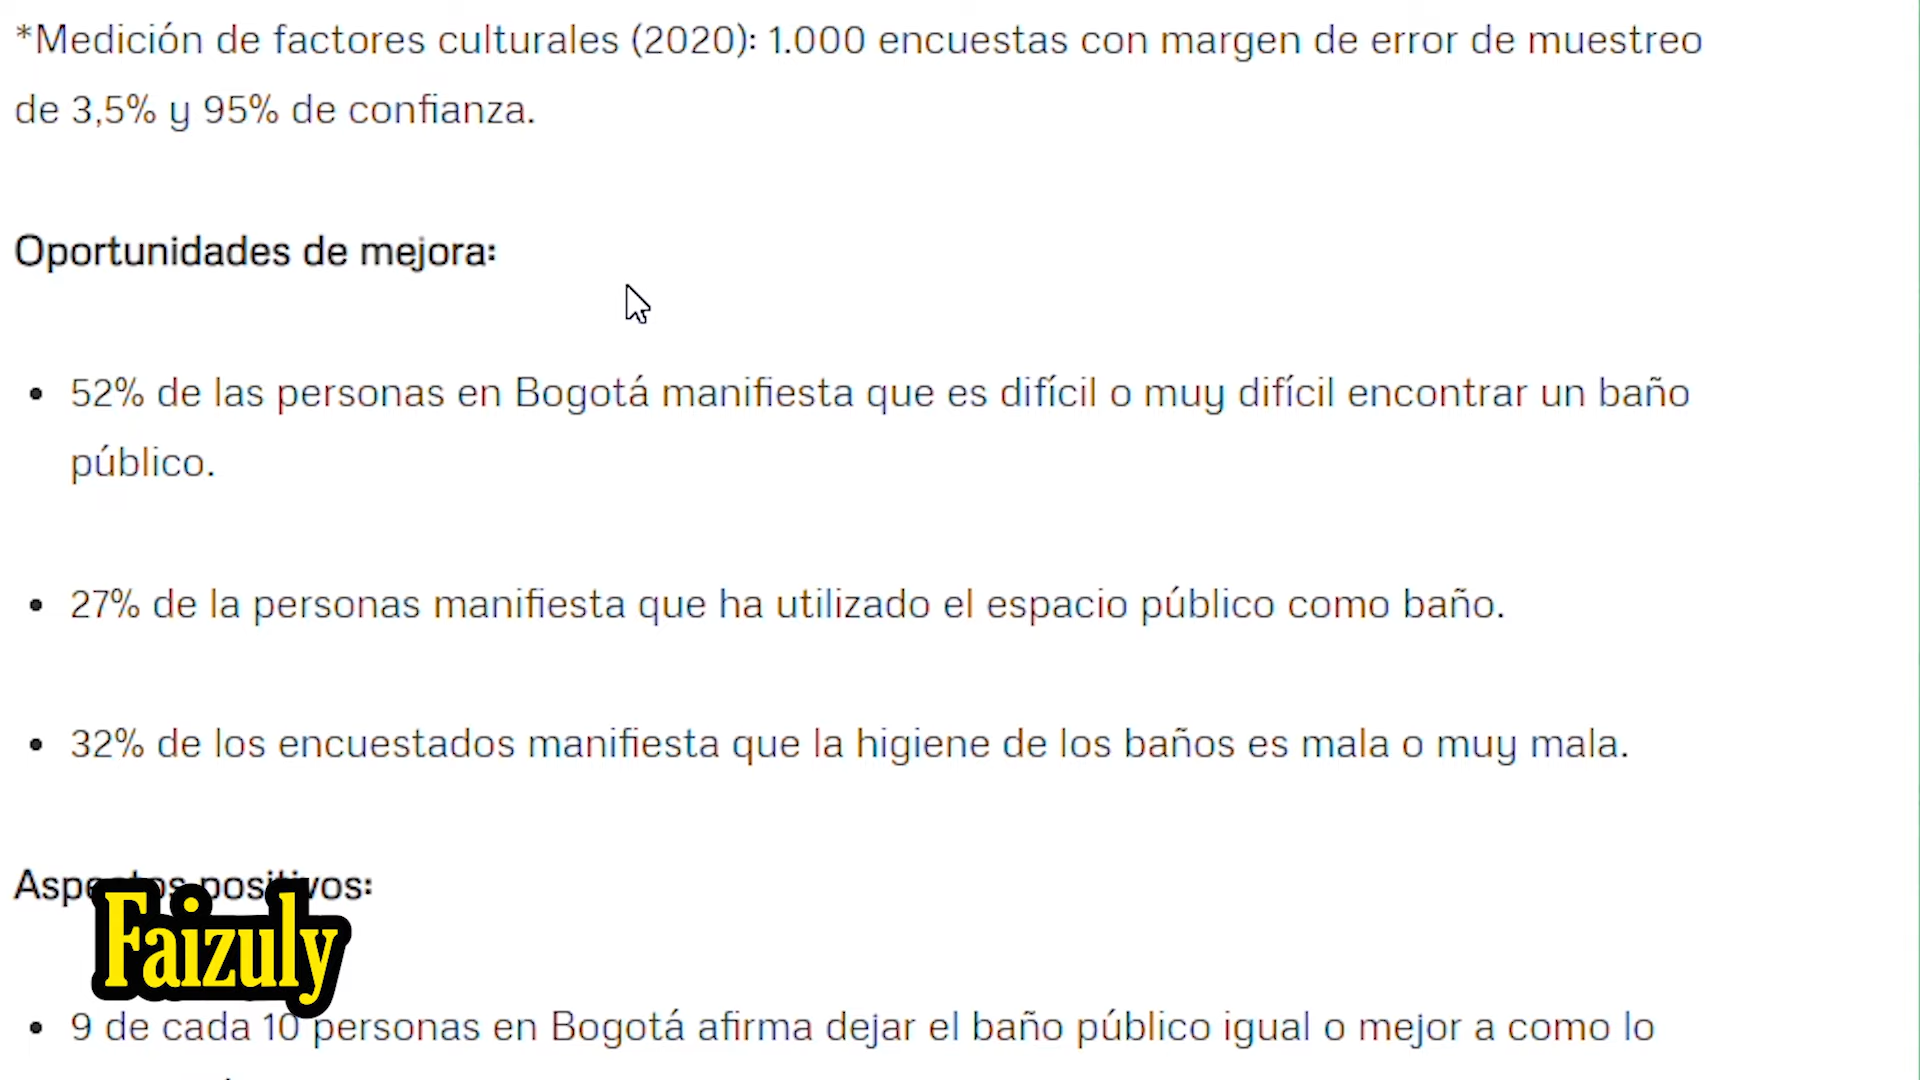 *Medición de factores culturales (2020): 1.000 encuestas con margen de error de muestreo
de 3,5% y 95% de confianza.
Oportunidades de mejora:
• 52% de las personas en Bogotá manifiesta que es difícil o muy difícil encontrar un baño
público.
• 27% de la personas manifiesta que ha utilizado el espacio público como baño.
• 32% de los encuestados manifiesta que la higiene de los baños es mala o muy mala.
Aspectos positivos:
Faizuly
• 9 de cada 10 personas en Bogotá afirma dejar el baño público igual o mejor a como lo